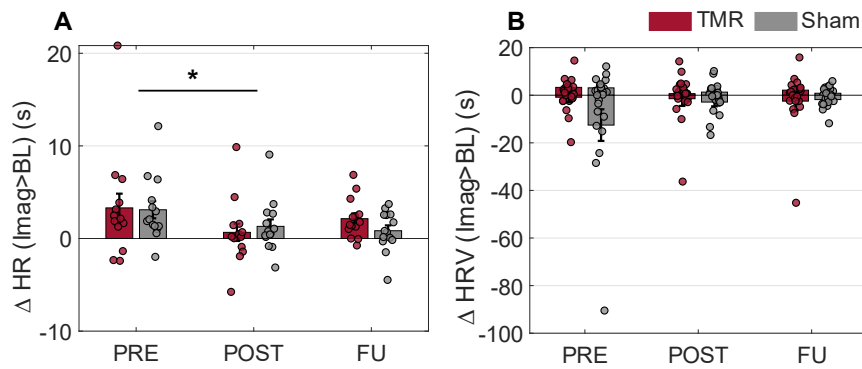 A
Δ HR (Imag>BL) (s)
20
10
0
-10
*
PRE
POST
FU
B
TMR
Sham
Δ HRV (Imag>BL) (s)
20
0
-20
-40
-60
-80
-100
PRE
POST
FU